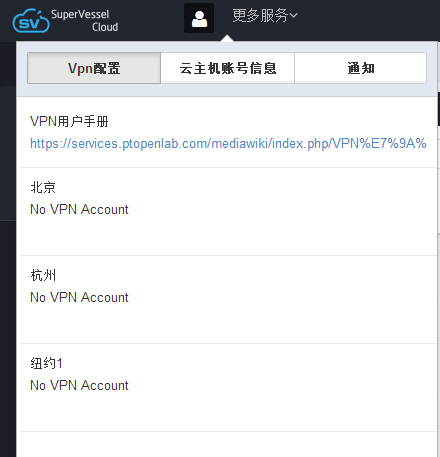 SuperVessel
Cloud
SV
更多服务
Vpn配置 云主机账号信息 通知
VPN用户手册
https://services.ptopenlab.com/mediawiki/index.php/VPN%E7%9A%
北京
No VPN Account
杭州
No VPN Account
纽约1
No VPN Account